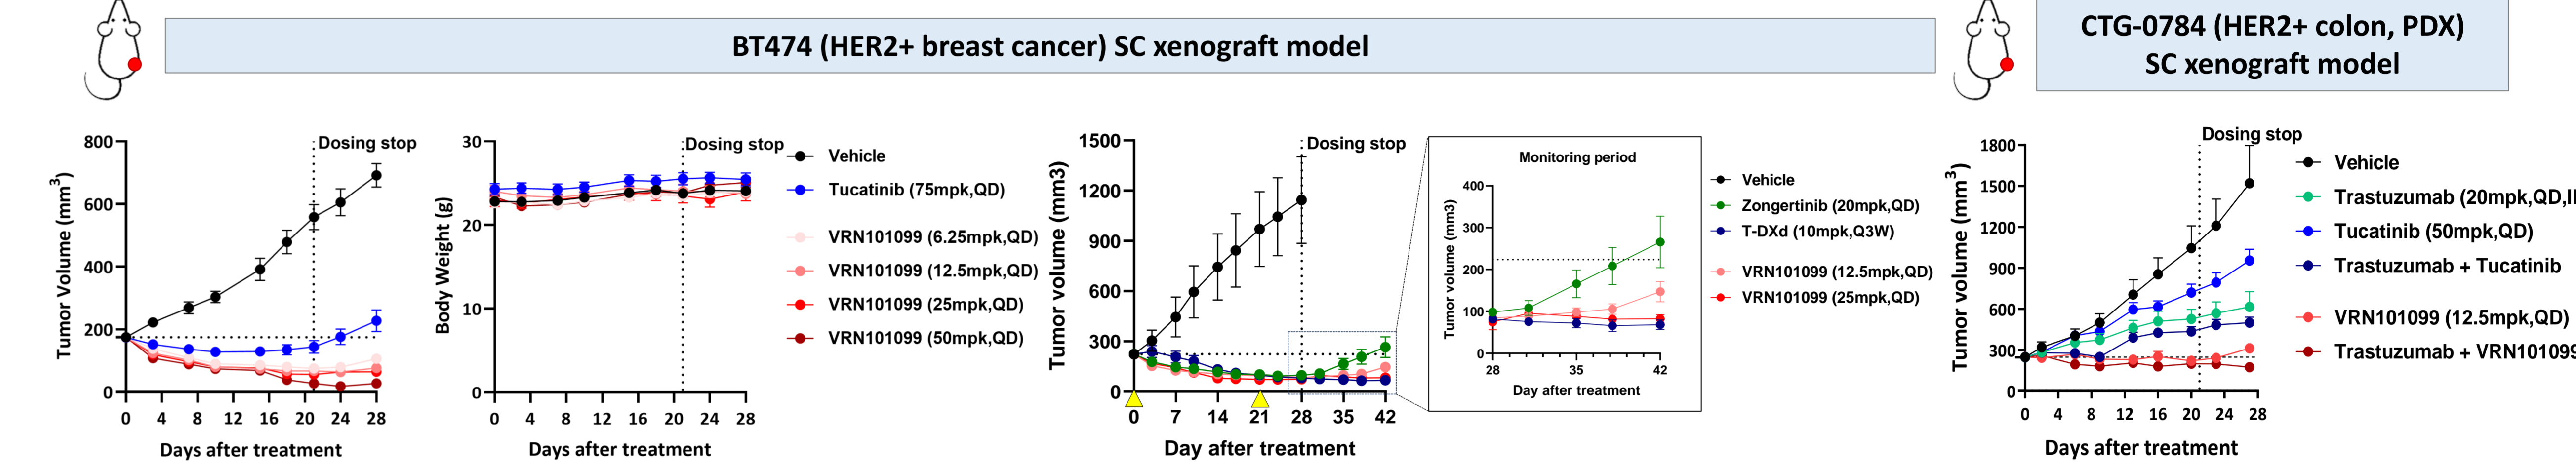 BT474 (HER2+ breast cancer) SC xenograft model
CTG-0784 (HER2+ colon, PDX)
SC xenograft model
Tumor Volume (mm3)
800
600
400
200
0
Dosing stop
0 4 8 12 16 20 24 28
Days after treatment
Body Weight (g)
30
20
10
0
Dosing stop
0 4 8 12 16 20 24 28
Days after treatment
Vehicle
Tucatinib (75mpk,QD)
VRN101099 (6.25mpk,QD)
VRN101099 (12.5mpk,QD)
VRN101099 (25mpk,QD)
VRN101099 (50mpk,QD)
Tumor volume (mm3)
1500
1200
900
600
300
0
Dosing stop
0 7 14 21 28 35 42
Day after treatment
Monitoring period
Tumor volume (mm3)
400
300
200
100
0
28 35 42
Day after treatment
Vehicle
Zongertinib (20mpk,QD)
T-DXd (10mpk,Q3W)
VRN101099 (12.5mpk,QD)
VRN101099 (25mpk,QD)
Tumor volume (mm3)
1800
1500
1200
900
600
300
0
Dosing stop
0 4 8 12 16 20 24 28
Days after treatment
Vehicle
Trastuzumab (20mpk,QD,
Tucatinib (50mpk,QD)
Trastuzumab + Tucatinib
VRN101099 (12.5mpk,QD)
Trastuzumab + VRN101099